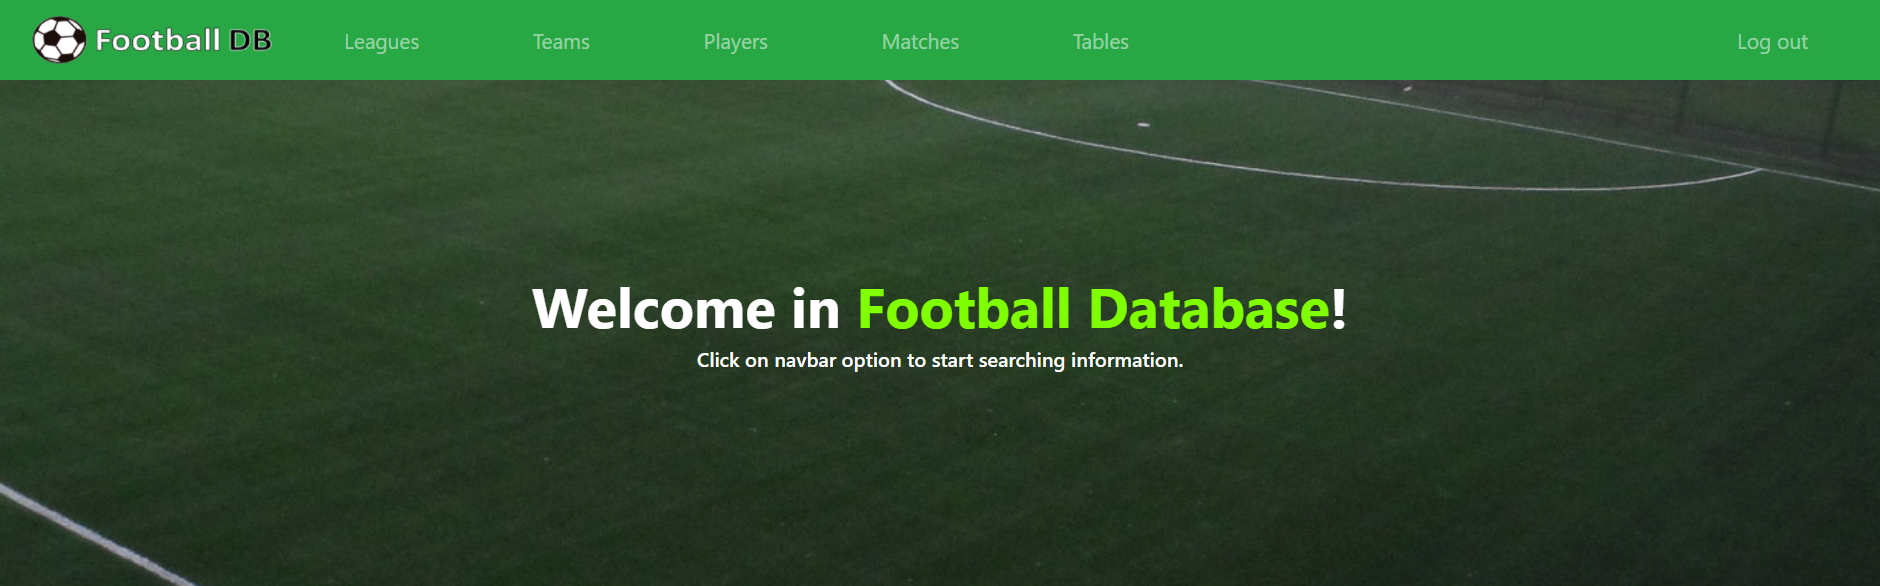 Football DB Leagues Teams Players Matches Tables Log out
Welcome in Football Database!
Click on navbar option to start searching information.